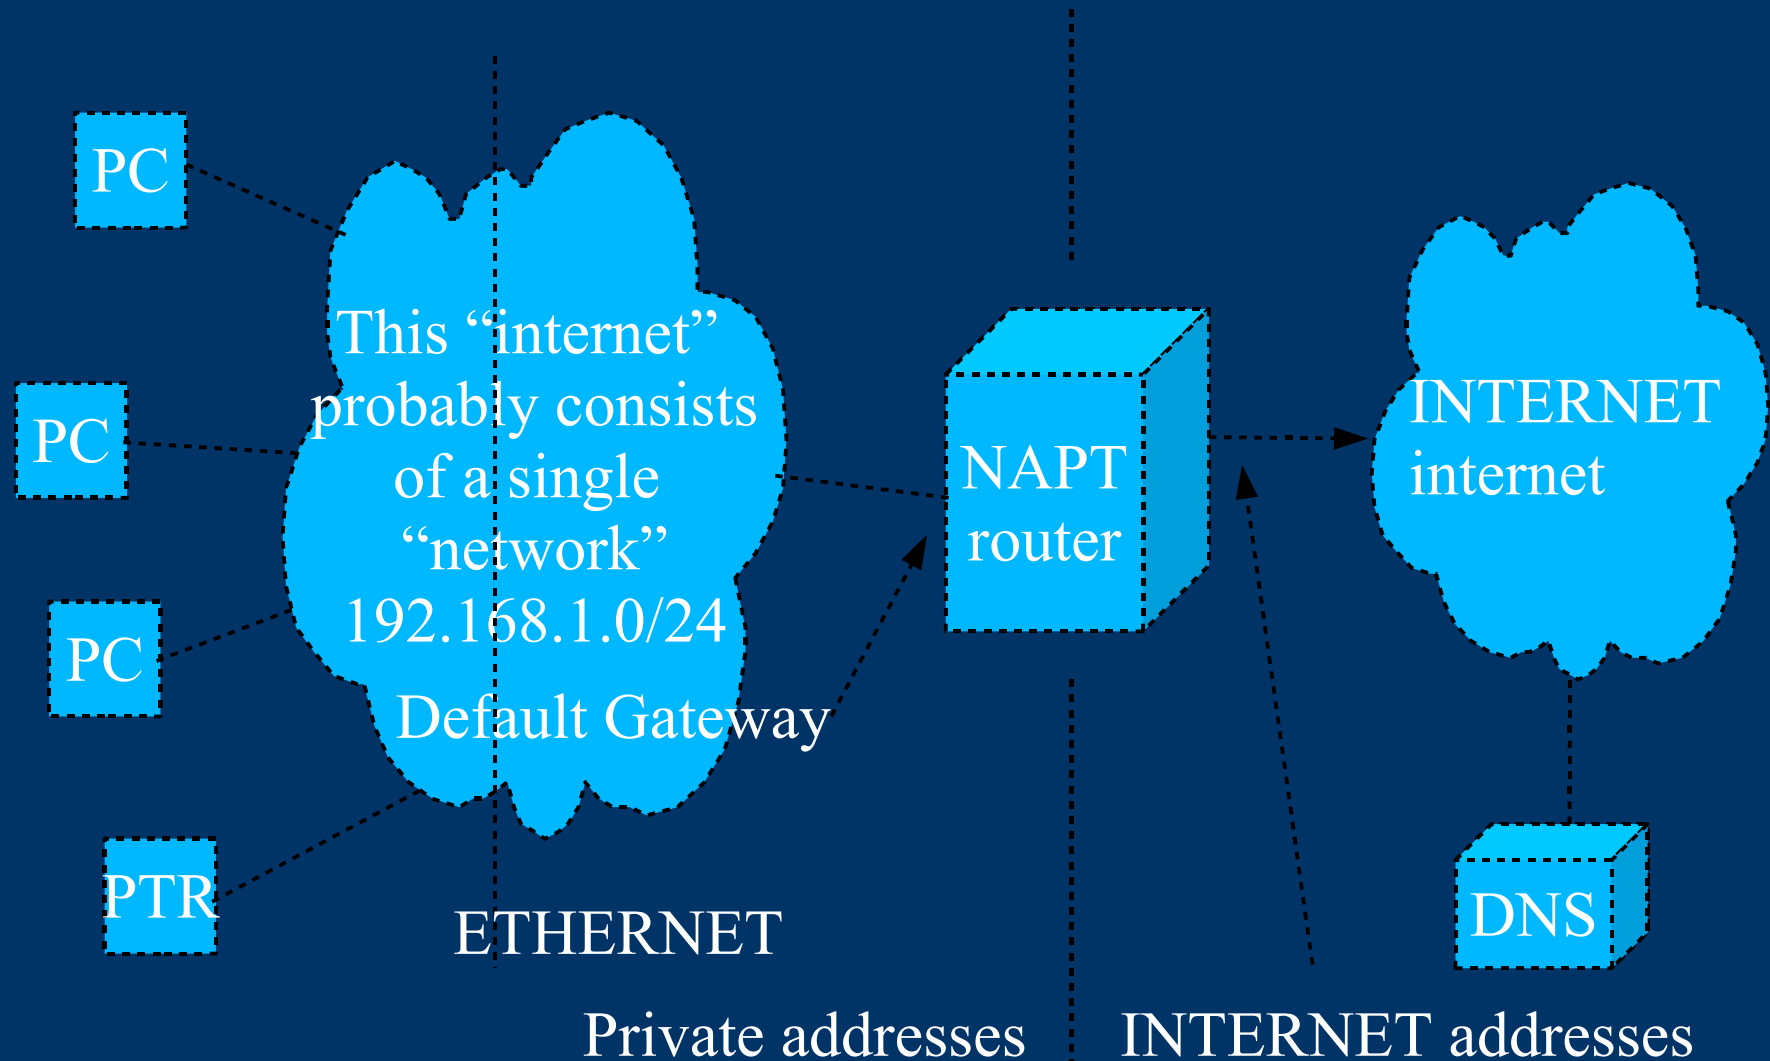 PC
PC
PC
PTR
This “internet”
probably consists
of a single
“network”
192.168.1.0/24
Default Gateway
ETHERNET
NAPT
router
INTERNET
internet
DNS
Private addresses
INTERNET addresses